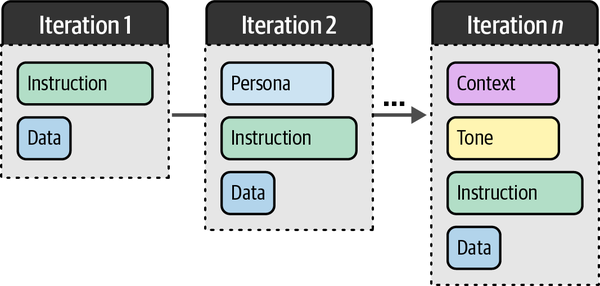 Iteration 1
Instruction
Data
Iteration 2
Persona
Instruction
Data
...
Iteration n
Context
Tone
Instruction
Data